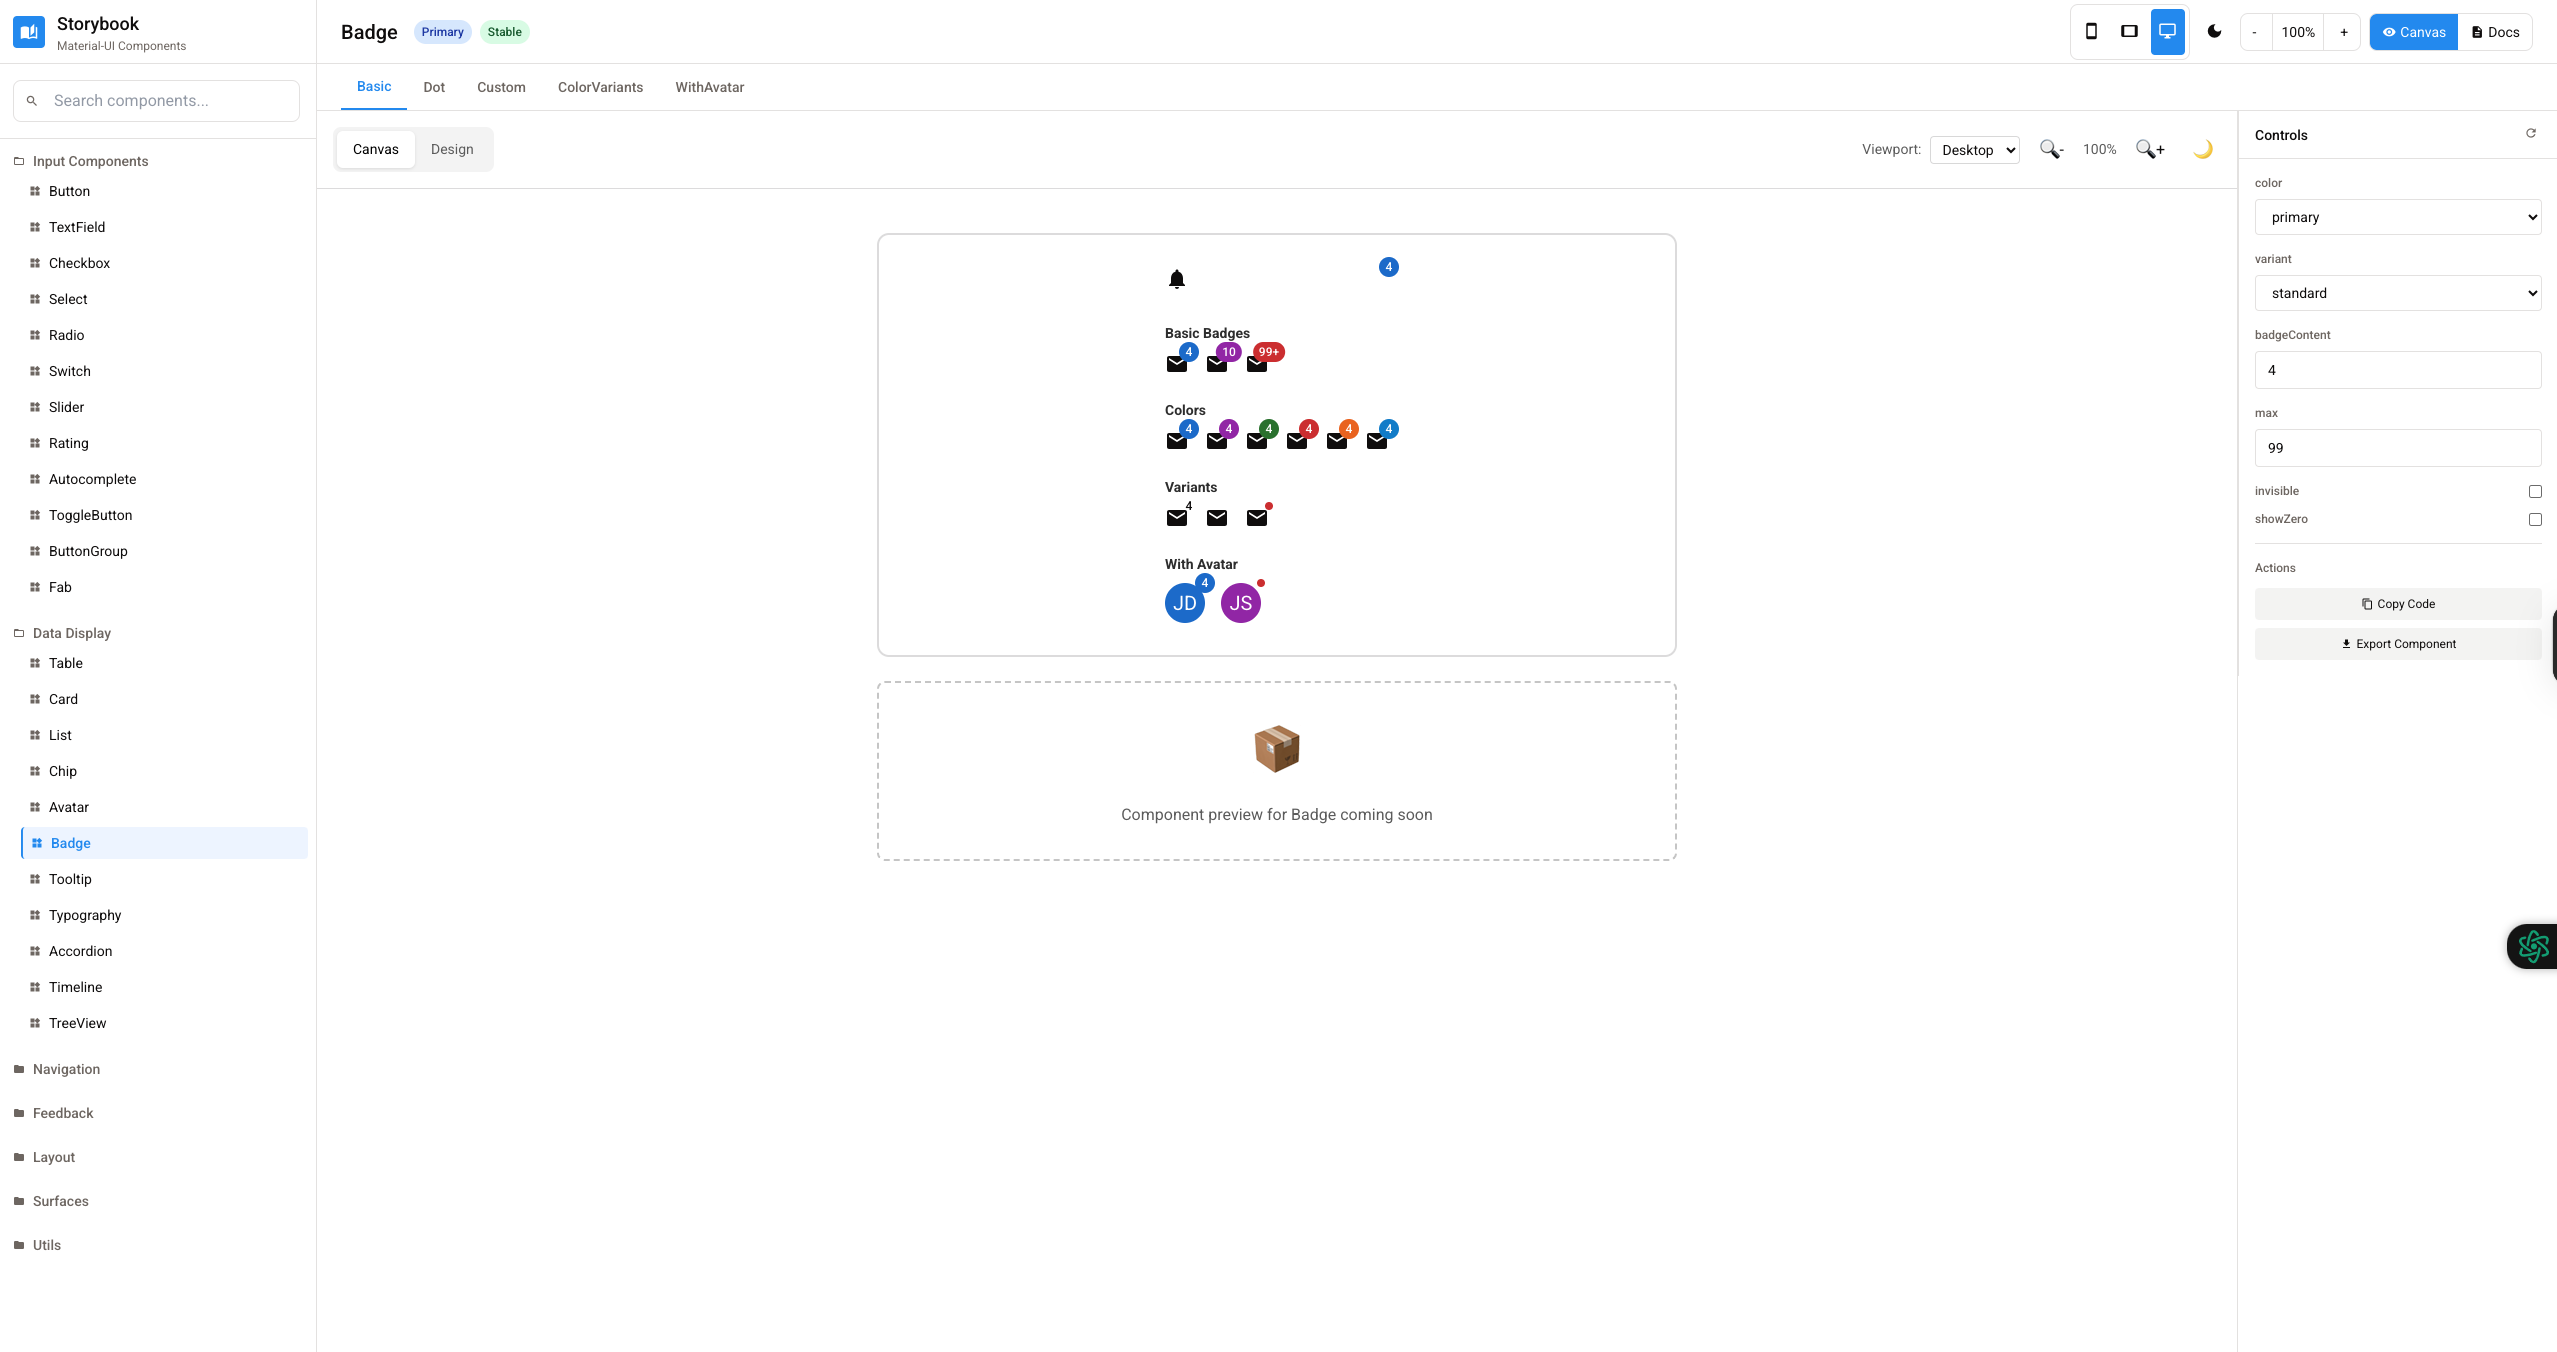 Storybook
Material-UI Components
Search components...
Input Components
Button
TextField
Checkbox
Select
Radio
Switch
Slider
Rating
Autocomplete
ToggleButton
ButtonGroup
Fab
Data Display
Table
Card
List
Chip
Avatar
Badge
Tooltip
Typography
Accordion
Timeline
TreeView
Navigation
Feedback
Layout
Surfaces
Utils
Badge Primary Stable
- 100% + Canvas Docs
Basic Dot Custom ColorVariants WithAvatar
Canvas Design
Viewport: Desktop - 100% +
4
Basic Badges
4 10 99+
Colors
4 4 4 4 4 4
Variants
4
With Avatar
4
JD JS
Component preview for Badge coming soon
Controls
color
primary
variant
standard
badgeContent
4
max
99
invisible
showZero
Actions
Copy Code
Export Component